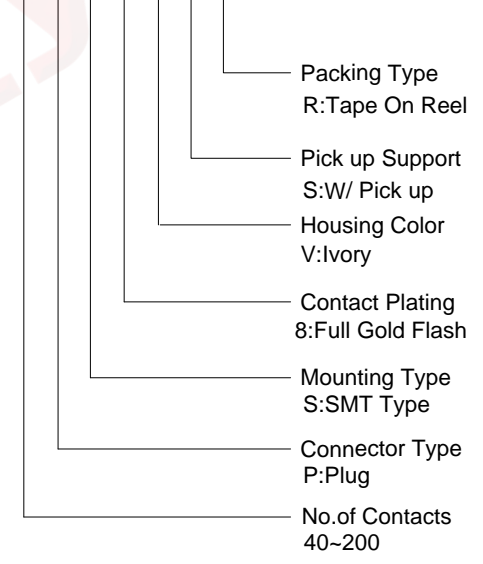 Packing Type
R:Tape On Reel
Pick up Support
S:W/ Pick up
Housing Color
V:Ivory
Contact Plating
8:Full Gold Flash
Mounting Type
S:SMT Type
Connector Type
P:Plug
No.of Contacts
40~200